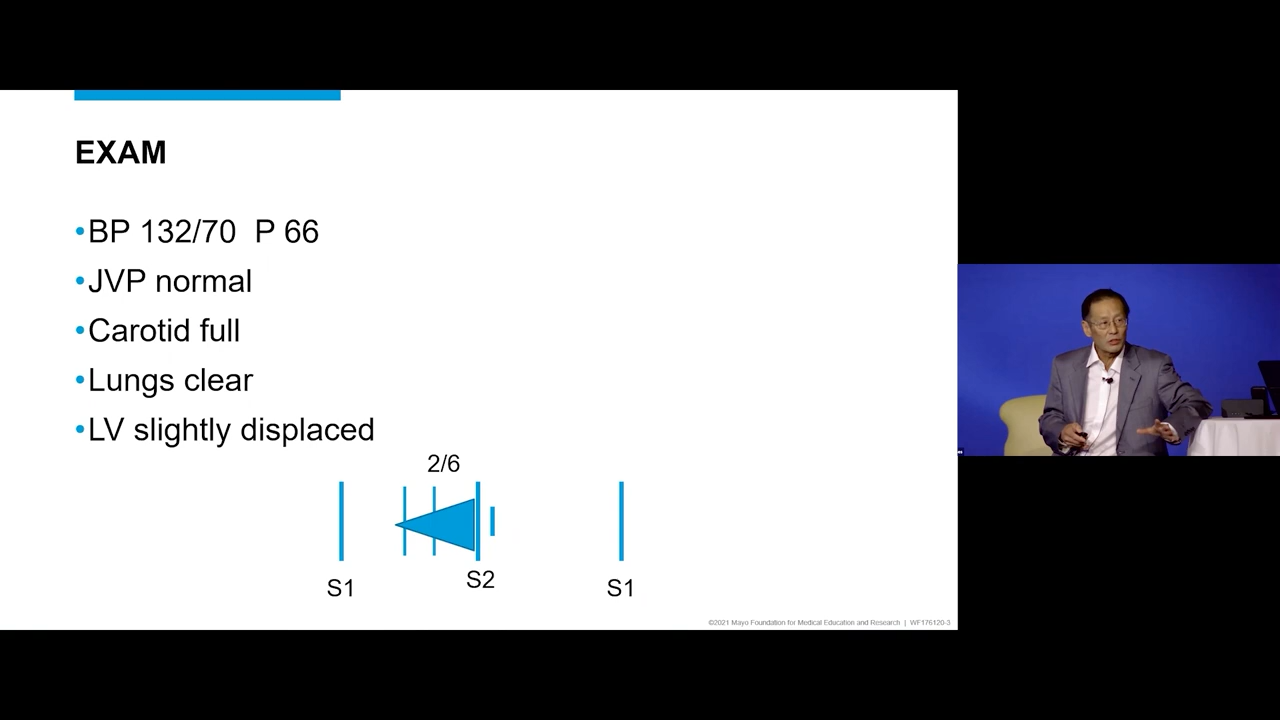 EXAM
•BP 132/70 P 66
•JVP normal
•Carotid full
•Lungs clear
•LV slightly displaced
2/6
S1 S2 S1
©2021 Mayo Foundation for Medical Education and Research | WF176120-3